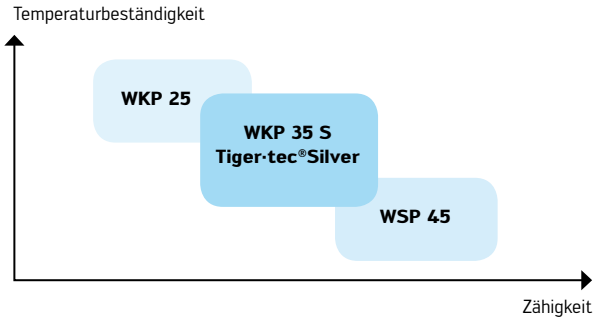 Temperaturbeständigkeit
WKP 25
WKP 35 S
Tiger·tec®Silver
WSP 45
Zähigkeit